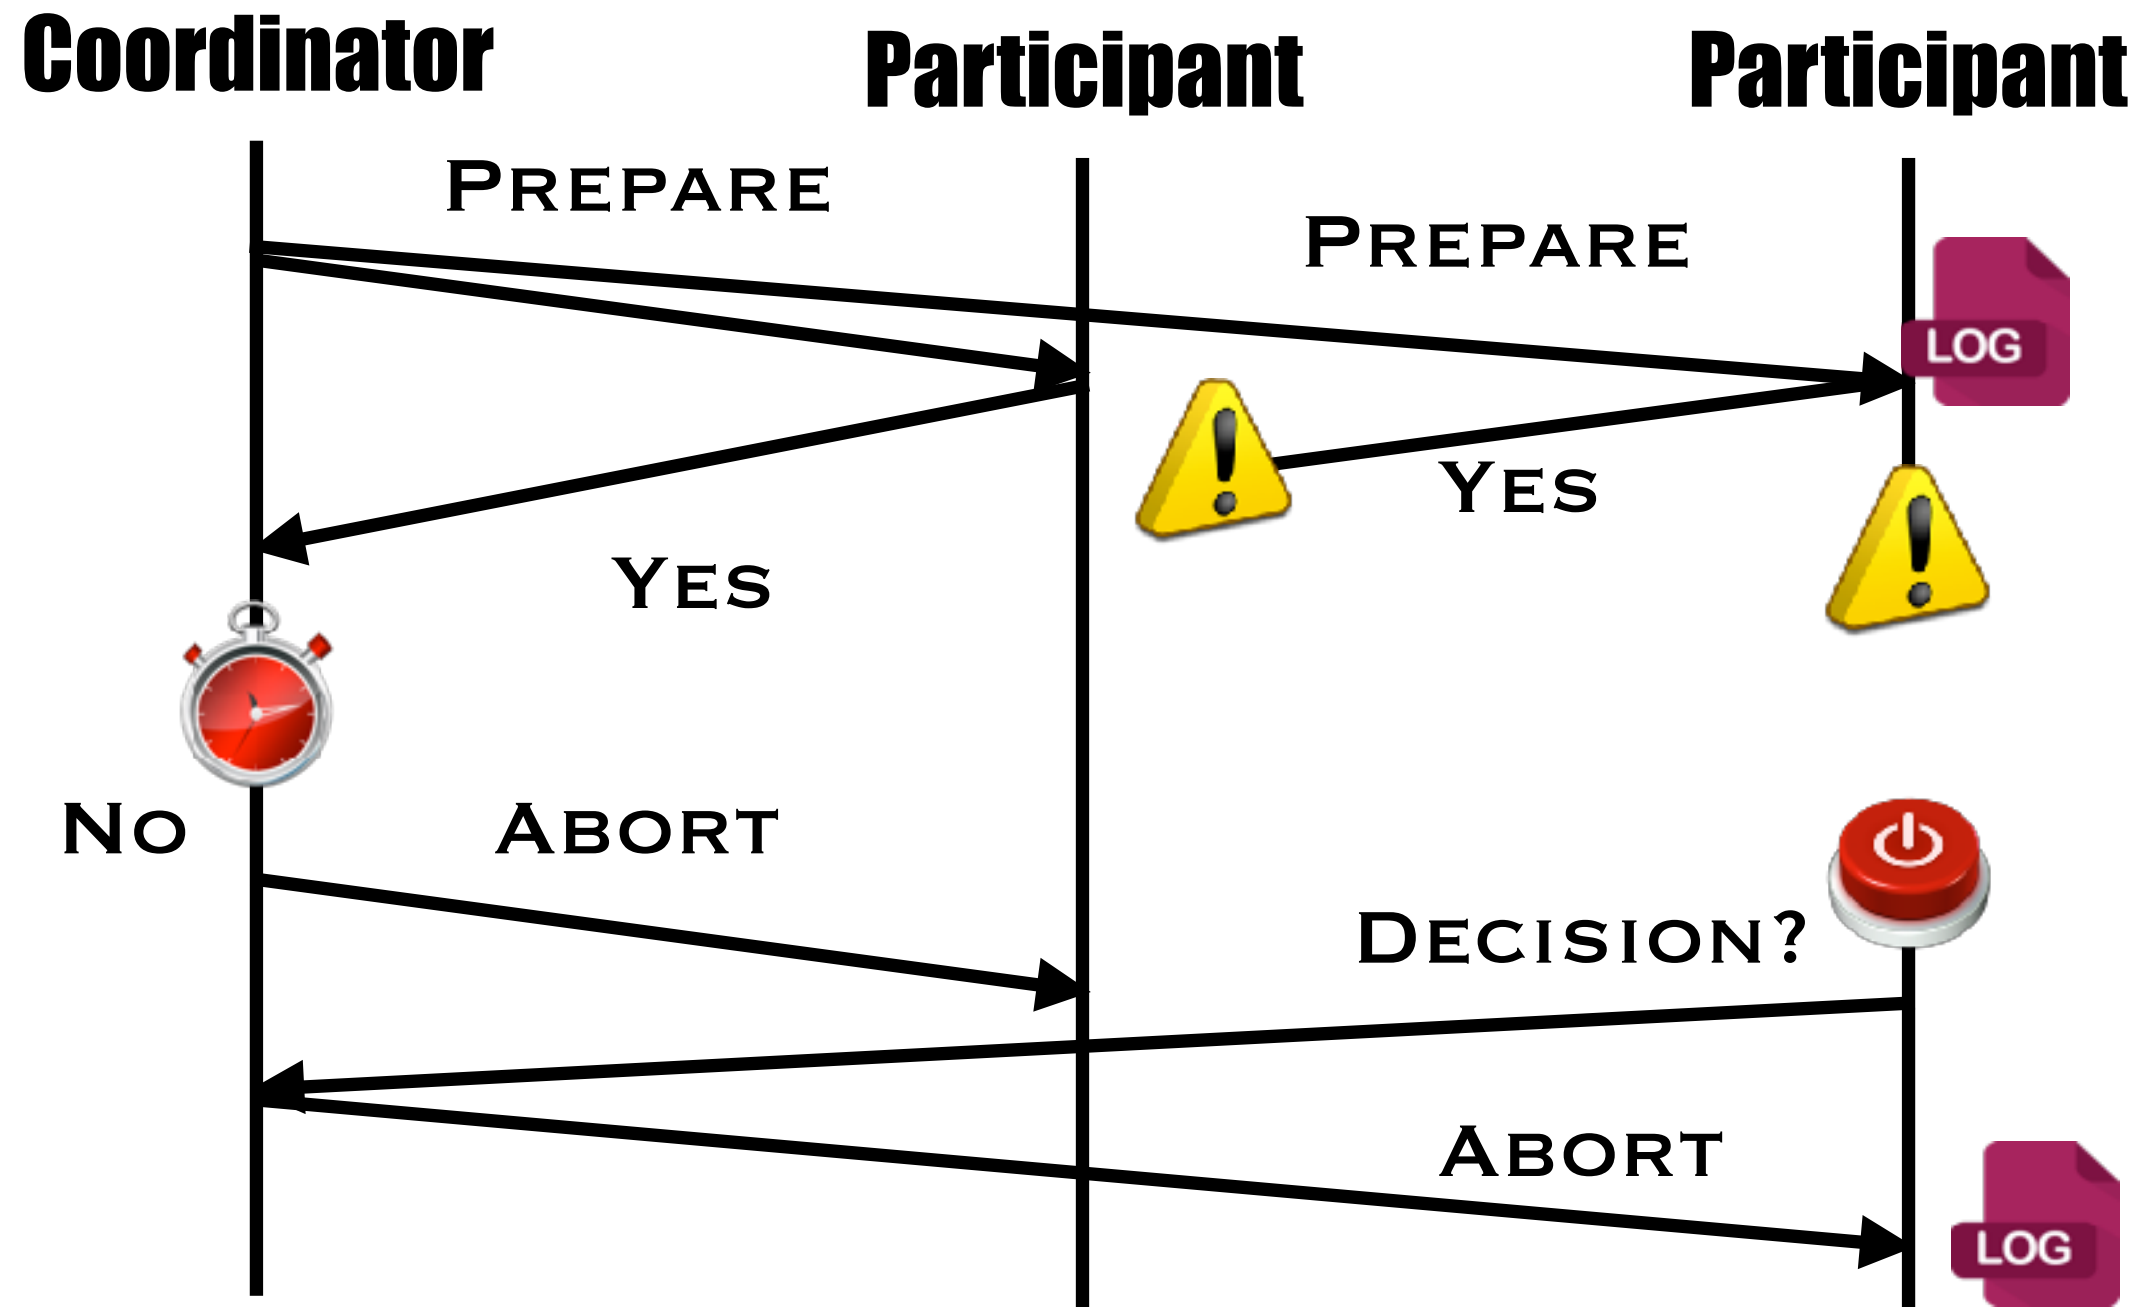 Coordinator
Participant
Participant
PREPARE
PREPARE
LOG
YES
YES
NO
ABORT
DECISION?
ABORT
LOG